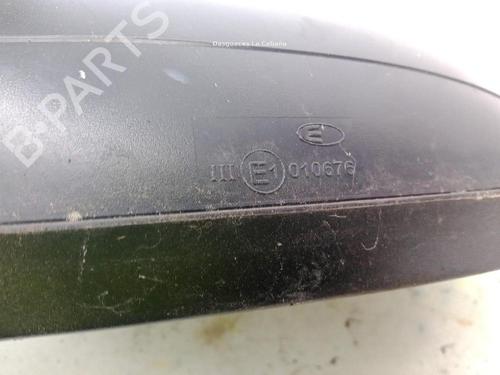 Desguaces La Cabaña
B-PARTS
E
III E1 010676